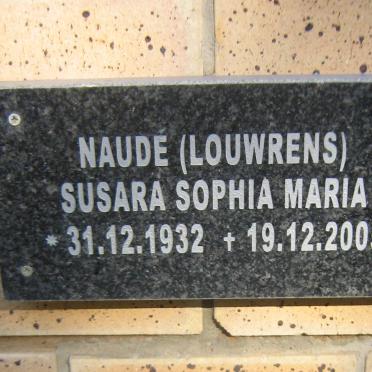 NAUDE (LOUWRENS)
SUSARA SOPHIA MARIA
* 31.12.1932 + 19.12.200